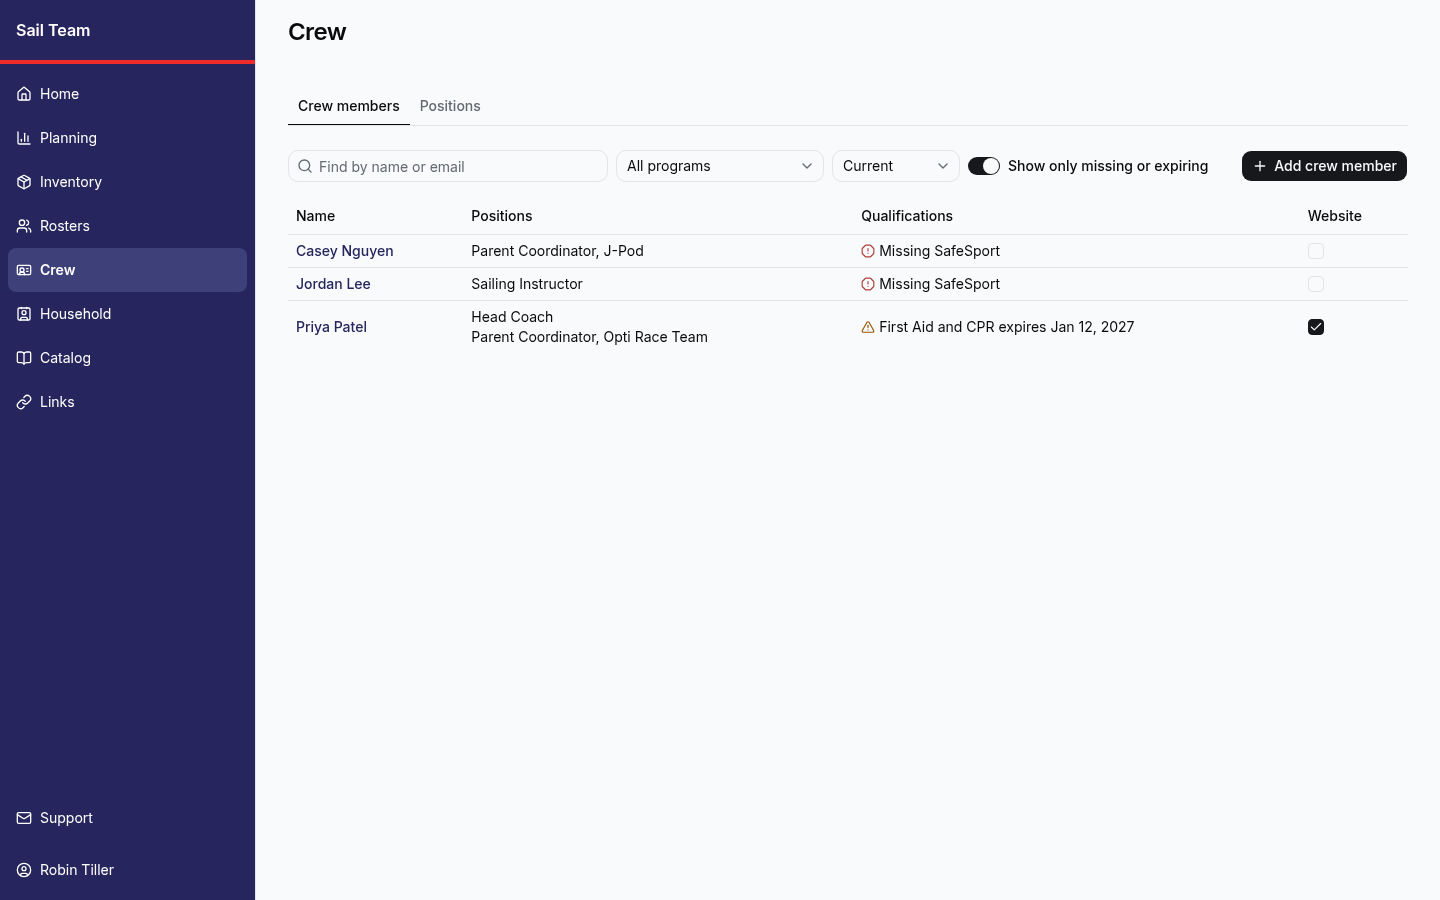 Sail Team
Home
Planning
Inventory
Rosters
Crew
Household
Catalog
Links
Support
Robin Tiller
Crew
Crew members Positions
Find by name or email All programs Current Show only missing or expiring Add crew member
Name Positions Qualifications Website
Casey Nguyen Parent Coordinator, J-Pod Missing SafeSport
Jordan Lee Sailing Instructor Missing SafeSport
Priya Patel Head Coach
Parent Coordinator, Opti Race Team First Aid and CPR expires Jan 12, 2027